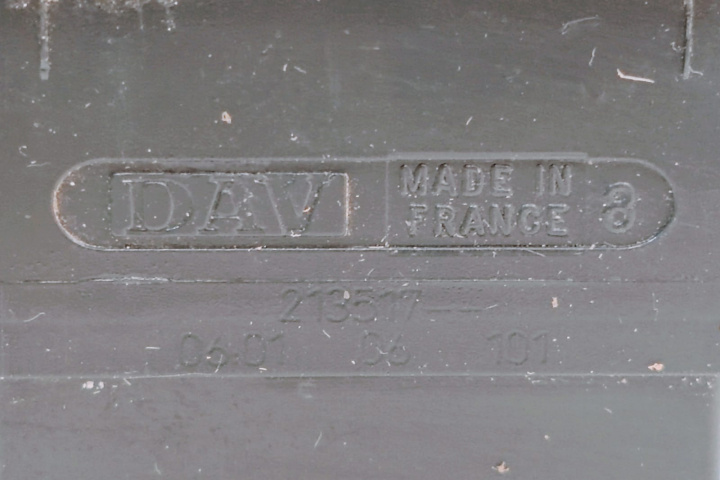 DAV
MADE IN
FRANCE
8
213517--
06.01 06 101